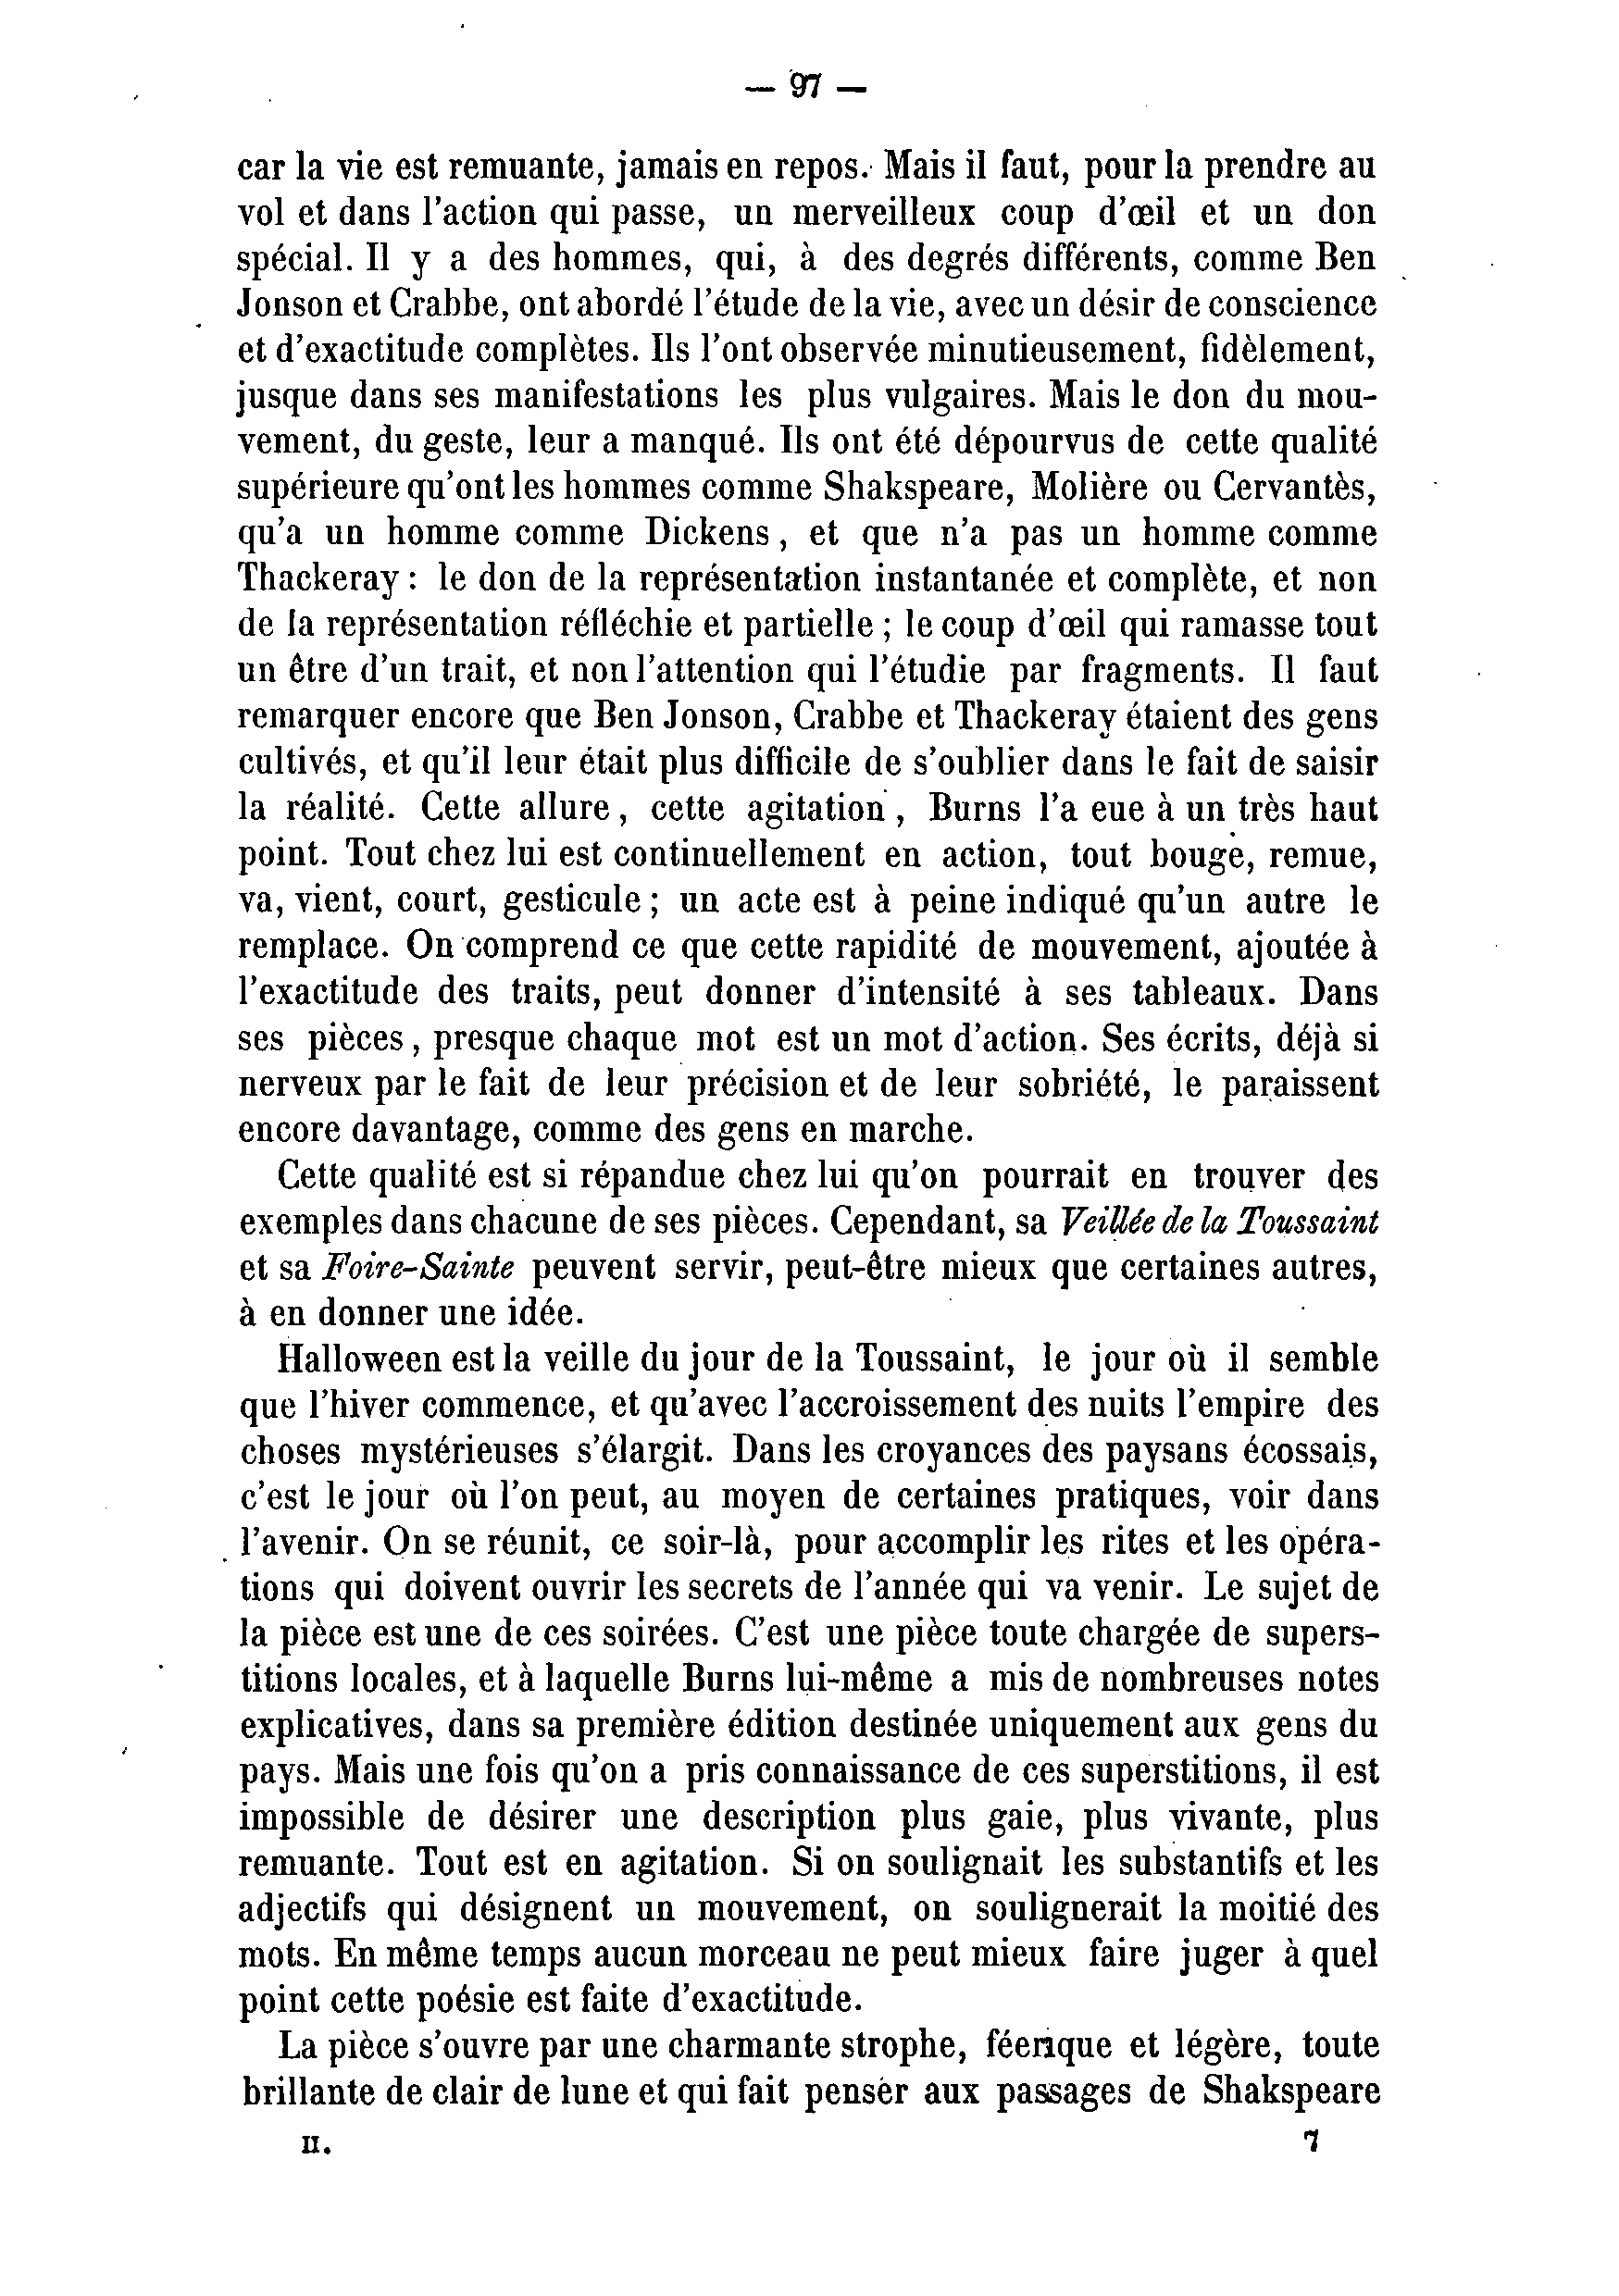 — 97 —
car la vie est remuante, jamais en repos. Mais il faut, pour la prendre au
vol et dans l'action qui passe, un merveilleux coup d'œil et un don
spécial. Il y a des hommes, qui, à des degrés différents, comme Ben
Jonson et Crabbe, ont abordé l'étude de la vie, avec un désir de conscience
et d'exactitude complètes. Ils l'ont observée minutieusement, fidèlement,
jusque dans ses manifestations les plus vulgaires. Mais le don du mou-
vement, du geste, leur a manqué. Ils ont été dépourvus de cette qualité
supérieure qu'ont les hommes comme Shakspeare, Molière ou Cervantès,
qu'a un homme comme Dickens, et que n'a pas un homme comme
Thackeray : le don de la représentation instantanée et complète, et non
de la représentation réfléchie et partielle ; le coup d'œil qui ramasse tout
un être d'un trait, et non l'attention qui l'étudie par fragments. Il faut
remarquer encore que Ben Jonson, Crabbe et Thackeray étaient des gens
cultivés, et qu'il leur était plus difficile de s'oublier dans le fait de saisir
la réalité. Cette allure, cette agitation, Burns l'a eue à un très haut
point. Tout chez lui est continuellement en action, tout bouge, remue,
va, vient, court, gesticule ; un acte est à peine indiqué qu'un autre le
remplace. On comprend ce que cette rapidité de mouvement, ajoutée à
l'exactitude des traits, peut donner d'intensité à ses tableaux. Dans
ses pièces, presque chaque mot est un mot d'action. Ses écrits, déjà si
nerveux par le fait de leur précision et de leur sobriété, le paraissent
encore davantage, comme des gens en marche.
Cette qualité est si répandue chez lui qu'on pourrait en trouver des
exemples dans chacune de ses pièces. Cependant, sa Veillée de la Toussaint
et sa Foire-Sainte peuvent servir, peut-être mieux que certaines autres,
à en donner une idée.
Halloween est la veille du jour de la Toussaint, le jour où il semble
que l'hiver commence, et qu'avec l'accroissement des nuits l'empire des
choses mystérieuses s'élargit. Dans les croyances des paysans écossais,
c'est le jour où l'on peut, au moyen de certaines pratiques, voir dans
l'avenir. On se réunit, ce soir-là, pour accomplir les rites et les opéra-
tions qui doivent ouvrir les secrets de l'année qui va venir. Le sujet de
la pièce est une de ces soirées. C'est une pièce toute chargée de supers-
titions locales, et à laquelle Burns lui-même a mis de nombreuses notes
explicatives, dans sa première édition destinée uniquement aux gens du
pays. Mais une fois qu'on a pris connaissance de ces superstitions, il est
impossible de désirer une description plus gaie, plus vivante, plus
remuante. Tout est en agitation. Si on soulignait les substantifs et les
adjectifs qui désignent un mouvement, on soulignerait la moitié des
mots. En même temps aucun morceau ne peut mieux faire juger à quel
point cette poésie est faite d'exactitude.
La pièce s'ouvre par une charmante strophe, féerique et légère, toute
brillante de clair de lune et qui fait penser aux passages de Shakspeare
II. 7